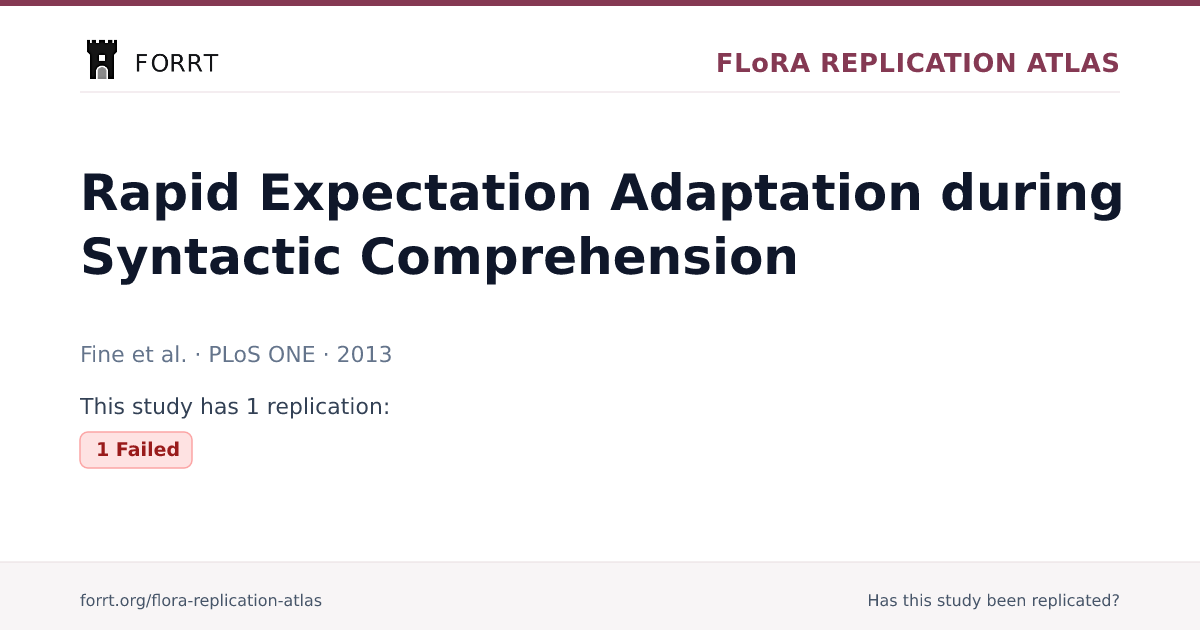 FORRT
FLoRA REPLICATION ATLAS
Rapid Expectation Adaptation during
Syntactic Comprehension
Fine et al. · PLoS ONE · 2013
This study has 1 replication:
1 Failed
forrt.org/flora-replication-atlas
Has this study been replicated?